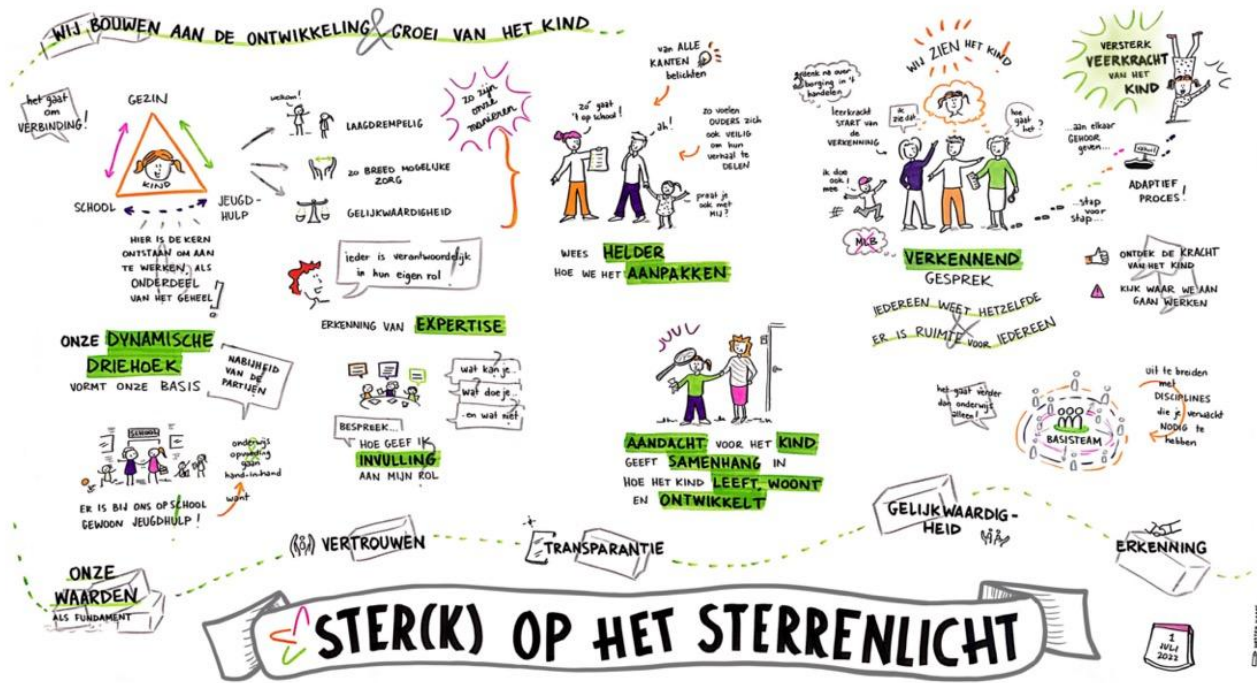 WIJ BOUWEN AAN DE ONTWIKKELING & GROEI VAN HET KIND
het gaat
om
VERBINDING!
GEZIN
KIND
SCHOOL
JEUGD-
HULP
welkom!
LAAGDREMPELIG
ZO BREED MOGELIJKE
ZORG
GELIJKWAARDIGHEID
zo zijn
onze
manieren
HIER IS DE KERN
ONTSTAAN OM AAN
TE WERKEN, ALS
ONDERDEEL
VAN HET GEHEEL
!
ONZE DYNAMISCHE
DRIEHOEK
VORMT ONZE BASIS
NABIJHEID
VAN DE
PARTIJEN
SCHOOL
onderwijs
&
opvoeding
gaan
hand-in-hand
want
ER IS BIJ ONS OP SCHOOL
GEWOON JEUGDHULP!
ieder is verantwoordelijk
in hun eigen rol
ERKENNING VAN EXPERTISE
wat kan je...
wat doe je...
en wat niet
BESPREEK...
HOE GEEF IK
INVULLING
AAN MIJN ROL
van ALLE
KANTEN
belichten
zó gaat
't op school!
ah!
zo voelen
OUDERS zich
ook VEILIG
om hun
verhaal te
DELEN
praat je
ook met
MIJ?
WEES HELDER
HOE WE HET AANPAKKEN
AANDACHT VOOR HET KIND
GEEFT SAMENHANG IN
HOE HET KIND LEEFT, WOONT
EN ONTWIKKELT
WIJ ZIEN HET KIND
gedenk na over
borging in 't
handelen
leerkracht
START van
de
VERKENNING
ik
zie dat..
hoe
gaat
het?
ik doe
ook
mee
MLB
VERKENNEND
GESPREK
IEDEREEN WEET HETZELFDE
&
ER IS RUIMTE VOOR IEDEREEN
VERSTERK
VEERKRACHT
VAN HET
KIND
...aan elkaar
GEHOOR
geven...
ADAPTIEF
PROCES!
...stap
voor
stap...
ONTDEK DE KRACHT
VAN HET KIND
KIJK WAAR WE AAN
GAAN WERKEN
het gaat verder
dan onderwijs
alleen!
BASISTEAM
uit te breiden
met
DISCIPLINES
die je verwacht
NODIG te
hebben
ONZE
WAARDEN
ALS FUNDAMENT
VERTROUWEN
TRANSPARANTIE
GELIJKWAARDIG-
HEID
ERKENNING
STER(K) OP HET STERRENLICHT
1
JULI
2022